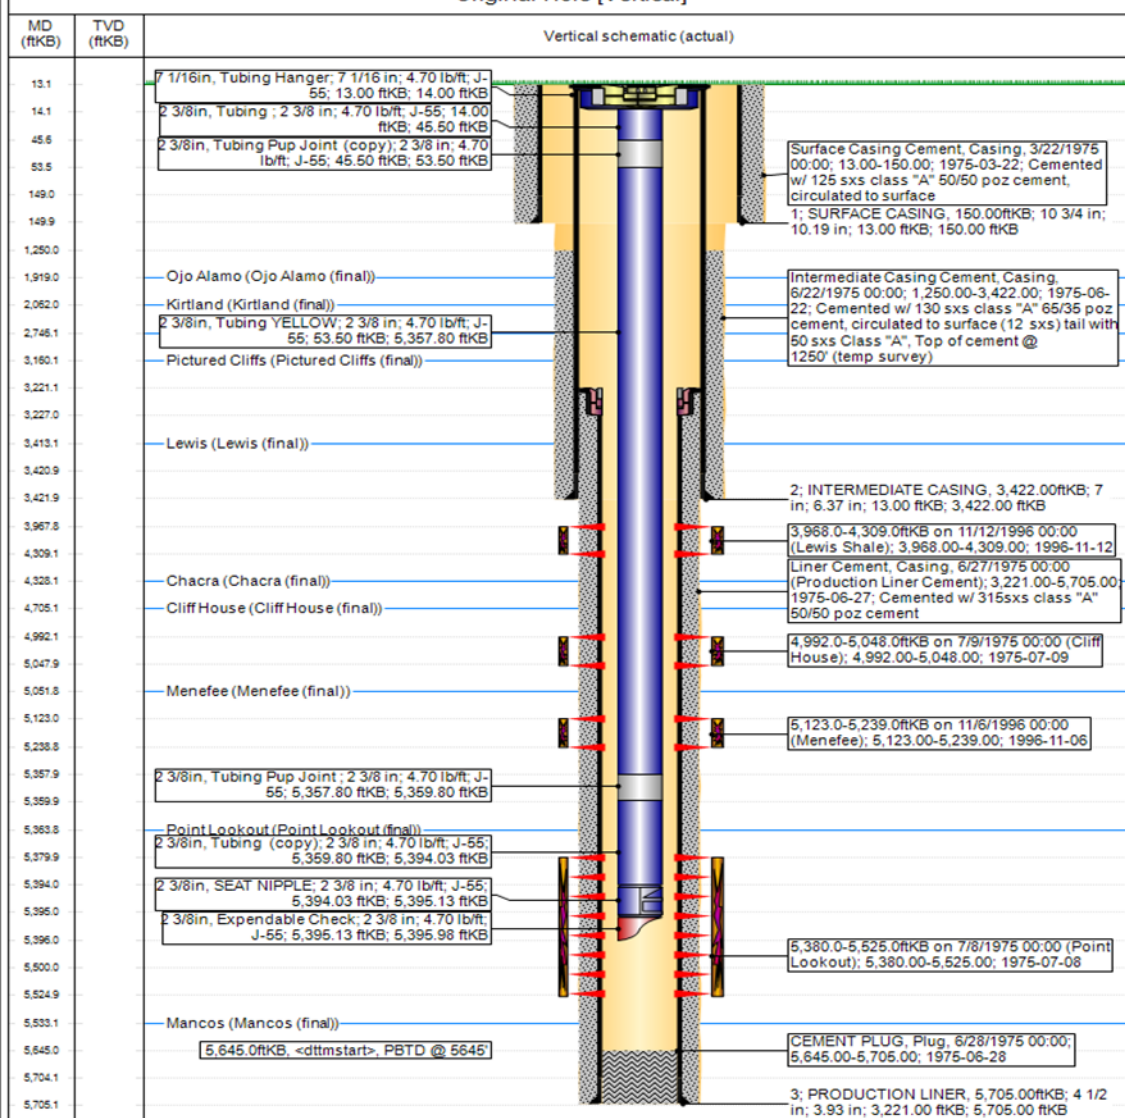 MD
(ftKB)
TVD
(ftKB)
Vertical schematic (actual)
13.1
14.1
45.6
53.5
149.0
149.9
1,250.0
1,919.0
2,062.0
2,746.1
3,160.1
3,221.1
3,227.0
3,413.1
3,420.9
3,421.9
3,967.8
4,309.1
4,328.1
4,705.1
4,992.1
5,047.9
5,051.8
5,123.0
5,238.8
5,357.9
5,359.9
5,363.8
5,379.9
5,394.0
5,395.0
5,396.0
5,500.0
5,524.9
5,533.1
5,645.0
5,704.1
5,705.1
7 1/16in, Tubing Hanger; 7 1/16 in; 4.70 lb/ft; J-
55; 13.00 ftKB; 14.00 ftKB
2 3/8in, Tubing ; 2 3/8 in; 4.70 lb/ft; J-55; 14.00
ftKB; 45.50 ftKB
2 3/8in, Tubing Pup Joint (copy); 2 3/8 in; 4.70
lb/ft; J-55; 45.50 ftKB; 53.50 ftKB
Ojo Alamo (Ojo Alamo (final))
Kirtland (Kirtland (final))
2 3/8in, Tubing YELLOW; 2 3/8 in; 4.70 lb/ft; J-
55; 53.50 ftKB; 5,357.80 ftKB
Pictured Cliffs (Pictured Cliffs (final))
Lewis (Lewis (final))
Chacra (Chacra (final))
Cliff House (Cliff House (final))
Menefee (Menefee (final))
2 3/8in, Tubing Pup Joint ; 2 3/8 in; 4.70 lb/ft; J-
55; 5,357.80 ftKB; 5,359.80 ftKB
Point Lookout (Point Lookout (final))
2 3/8in, Tubing (copy); 2 3/8 in; 4.70 lb/ft; J-55;
5,359.80 ftKB; 5,394.03 ftKB
2 3/8in, SEAT NIPPLE; 2 3/8 in; 4.70 lb/ft; J-55;
5,394.03 ftKB; 5,395.13 ftKB
2 3/8in, Expendable Check; 2 3/8 in; 4.70 lb/ft;
J-55; 5,395.13 ftKB; 5,395.98 ftKB
Mancos (Mancos (final))
5,645.0ftKB, <dttmstart>, PBTD @ 5645'
Surface Casing Cement, Casing, 3/22/1975
00:00; 13.00-150.00; 1975-03-22; Cemented
w/ 125 sxs class "A" 50/50 poz cement,
circulated to surface
1; SURFACE CASING, 150.00ftKB; 10 3/4 in;
10.19 in; 13.00 ftKB; 150.00 ftKB
Intermediate Casing Cement, Casing,
6/22/1975 00:00; 1,250.00-3,422.00; 1975-06-
22; Cemented w/ 130 sxs class "A" 65/35 poz
cement, circulated to surface (12 sxs) tail with
50 sxs Class "A", Top of cement @
1250' (temp survey)
2; INTERMEDIATE CASING, 3,422.00ftKB; 7
in; 6.37 in; 13.00 ftKB; 3,422.00 ftKB
3,968.0-4,309.0ftKB on 11/12/1996 00:00
(Lewis Shale); 3,968.00-4,309.00; 1996-11-12
Liner Cement, Casing, 6/27/1975 00:00
(Production Liner Cement); 3,221.00-5,705.00;
1975-06-27; Cemented w/ 315sxs class "A"
50/50 poz cement
4,992.0-5,048.0ftKB on 7/9/1975 00:00 (Cliff
House); 4,992.00-5,048.00; 1975-07-09
5,123.0-5,239.0ftKB on 11/6/1996 00:00
(Menefee); 5,123.00-5,239.00; 1996-11-06
5,380.0-5,525.0ftKB on 7/8/1975 00:00 (Point
Lookout); 5,380.00-5,525.00; 1975-07-08
CEMENT PLUG, Plug, 6/28/1975 00:00;
5,645.00-5,705.00; 1975-06-28
3; PRODUCTION LINER, 5,705.00ftKB; 4 1/2
in; 3.93 in; 3,221.00 ftKB; 5,705.00 ftKB